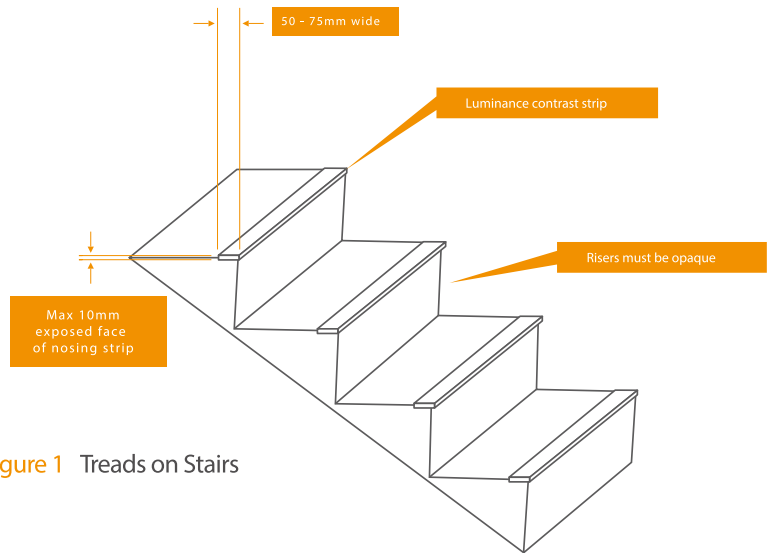 50 – 75mm wide
Luminance contrast strip
Risers must be opaque
Max 10mm
exposed face
of nosing strip
gure 1 Treads on Stairs